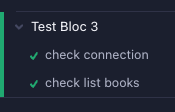 Test Bloc 3
check connection
check list books